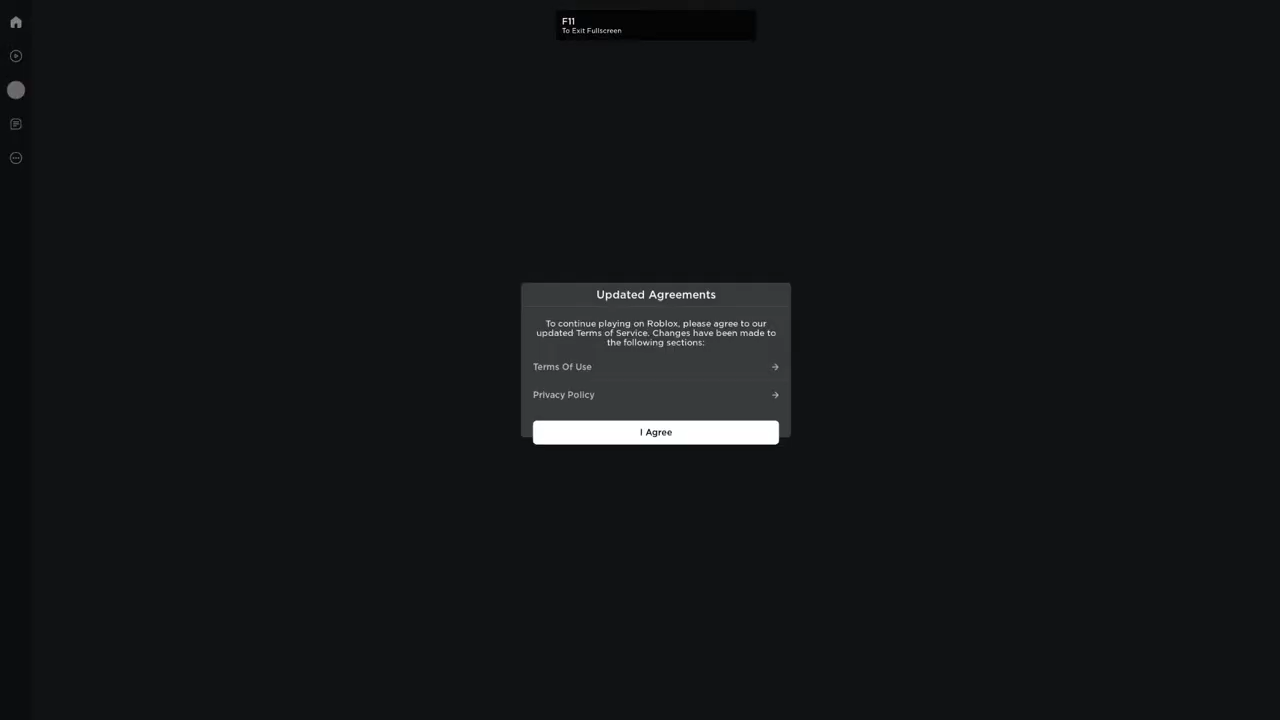 F11
To Exit Fullscreen
Updated Agreements
To continue playing on Roblox, please agree to our
updated Terms of Service. Changes have been made to
the following sections:
Terms Of Use
Privacy Policy
I Agree